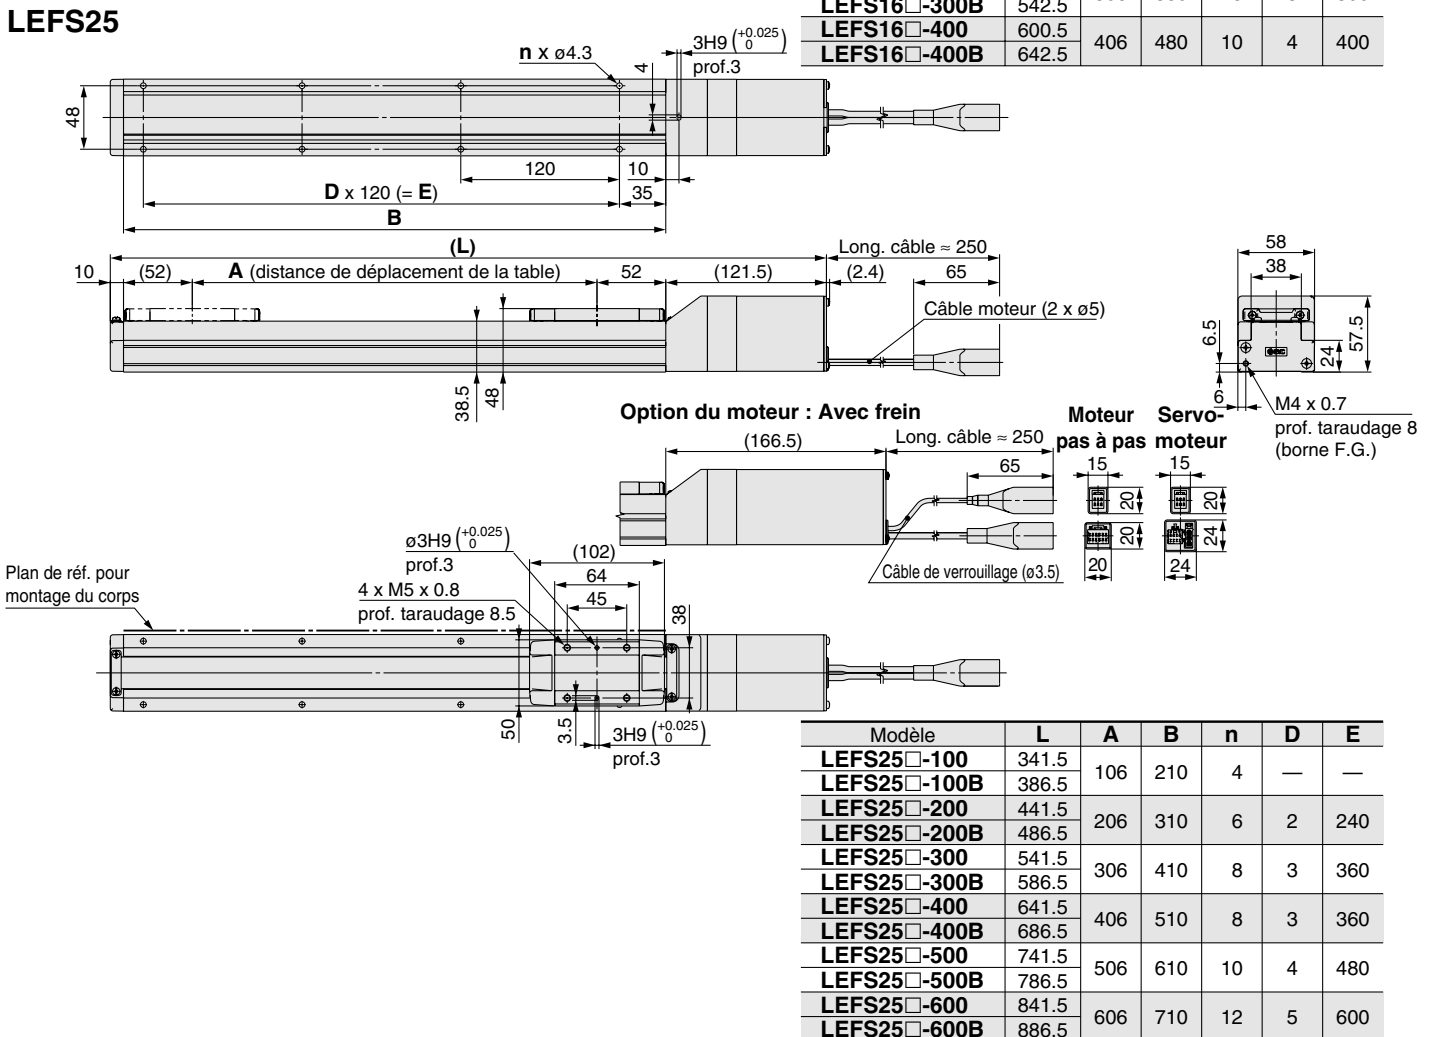 LEFS25
LEFS16□-300B 542.5
LEFS16□-400 600.5 406 480 10 4 400
LEFS16□-400B 642.5
n x ø4.3
4
3H9 (+0.025 0)
prof.3
48
120
10
D x 120 (= E)
35
B
(L)
Long. câble ≈ 250
10
(52)
A (distance de déplacement de la table)
52
(121.5)
(2.4)
65
Câble moteur (2 x ø5)
38.5
48
58
38
6.5
24
57.5
6
M4 x 0.7
prof. taraudage 8
(borne F.G.)
Option du moteur : Avec frein
(166.5)
Long. câble ≈ 250
65
Câble de verrouillage (ø3.5)
Moteur
pas à pas
Servo-
moteur
15
20
20
20
15
20
24
24
Plan de réf. pour
montage du corps
ø3H9 (+0.025 0)
prof.3
4 x M5 x 0.8
prof. taraudage 8.5
(102)
64
45
38
50
3.5
3H9 (+0.025 0)
prof.3
Modèle L A B n D E
LEFS25□-100 341.5 106 210 4 — —
LEFS25□-100B 386.5
LEFS25□-200 441.5 206 310 6 2 240
LEFS25□-200B 486.5
LEFS25□-300 541.5 306 410 8 3 360
LEFS25□-300B 586.5
LEFS25□-400 641.5 406 510 8 3 360
LEFS25□-400B 686.5
LEFS25□-500 741.5 506 610 10 4 480
LEFS25□-500B 786.5
LEFS25□-600 841.5 606 710 12 5 600
LEFS25□-600B 886.5